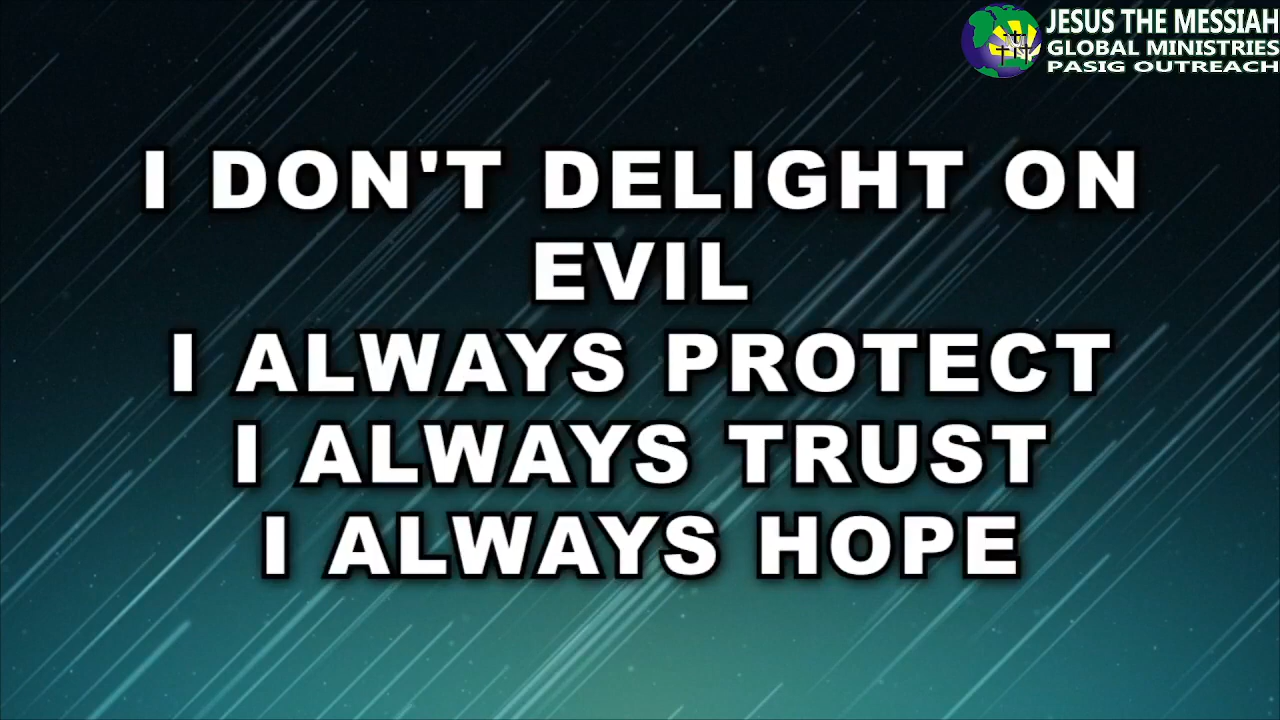 JESUS THE MESSIAH
GLOBAL MINISTRIES
PASIG OUTREACH
I DON'T DELIGHT ON
EVIL
I ALWAYS PROTECT
I ALWAYS TRUST
I ALWAYS HOPE